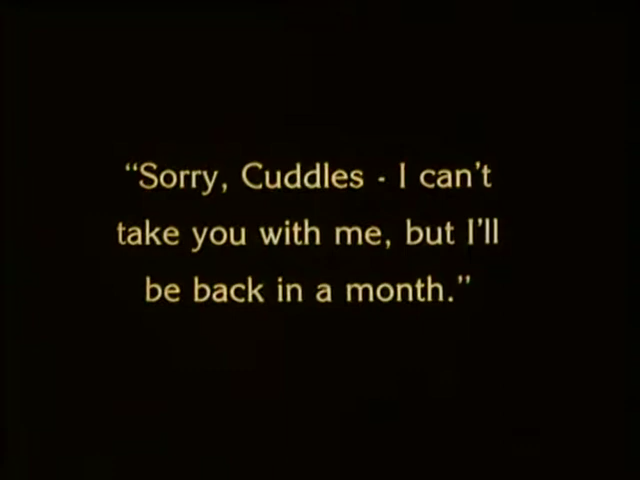 “Sorry, Cuddles - I can't
take you with me, but I'll
be back in a month.”